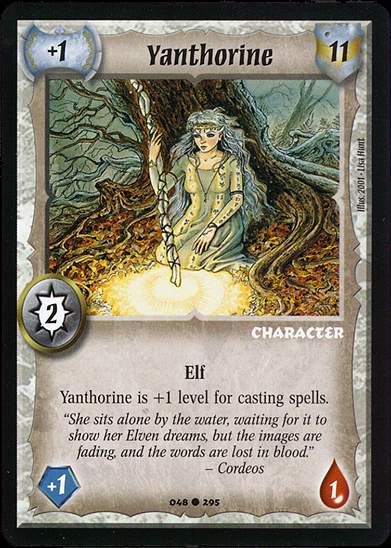 +1 Yanthorine 11
Illus. 2001 - Lisa Hunt
2
CHARACTER
Elf
Yanthorine is +1 level for casting spells.
“She sits alone by the water, waiting for it to
show her Elven dreams, but the images are
fading, and the words are lost in blood.”
– Cordeos
+1
048 ● 295
1